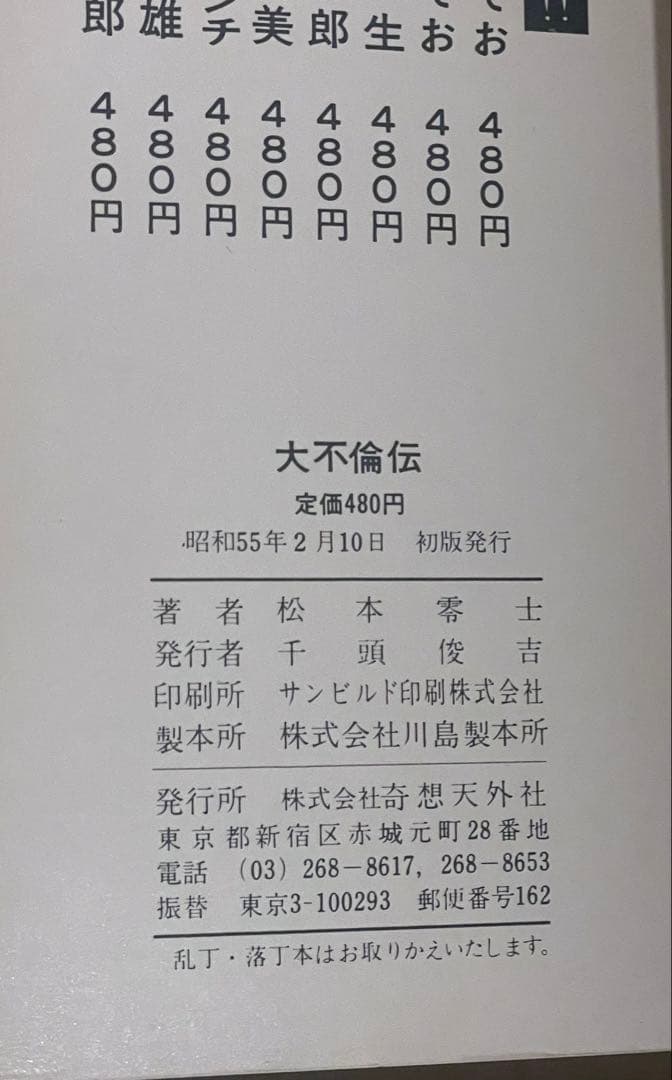 !!
てお 480円
てお 480円
生 480円
郎 480円
美 480円
ンチ 480円
雄 480円
郎 480円
大不倫伝
定価480円
昭和55年2月10日 初版発行
著者 松本零士
発行者 千頭俊吉
印刷所 サンビルド印刷株式会社
製本所 株式会社川島製本所
発行所 株式会社奇想天外社
東京都新宿区赤城元町28番地
電話 (03) 268-8617, 268-8653
振替 東京3-100293 郵便番号162
乱丁・落丁本はお取りかえいたします。